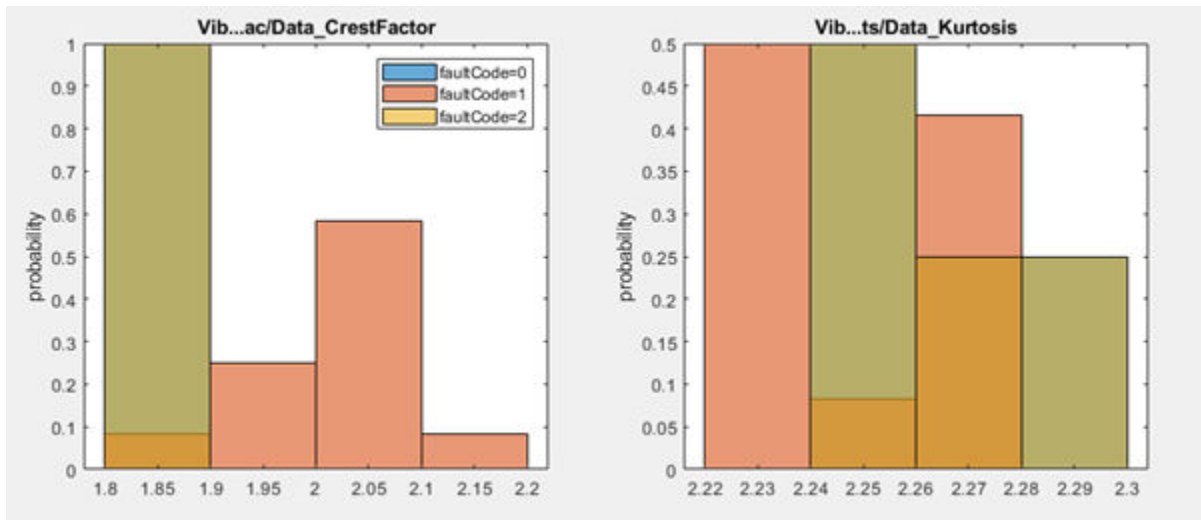 Vib...ac/Data_CrestFactor
probability
1
0.9
0.8
0.7
0.6
0.5
0.4
0.3
0.2
0.1
0
faultCode=0
faultCode=1
faultCode=2
1.8 1.85 1.9 1.95 2 2.05 2.1 2.15 2.2
Vib...ts/Data_Kurtosis
probability
0.5
0.45
0.4
0.35
0.3
0.25
0.2
0.15
0.1
0.05
0
2.22 2.23 2.24 2.25 2.26 2.27 2.28 2.29 2.3